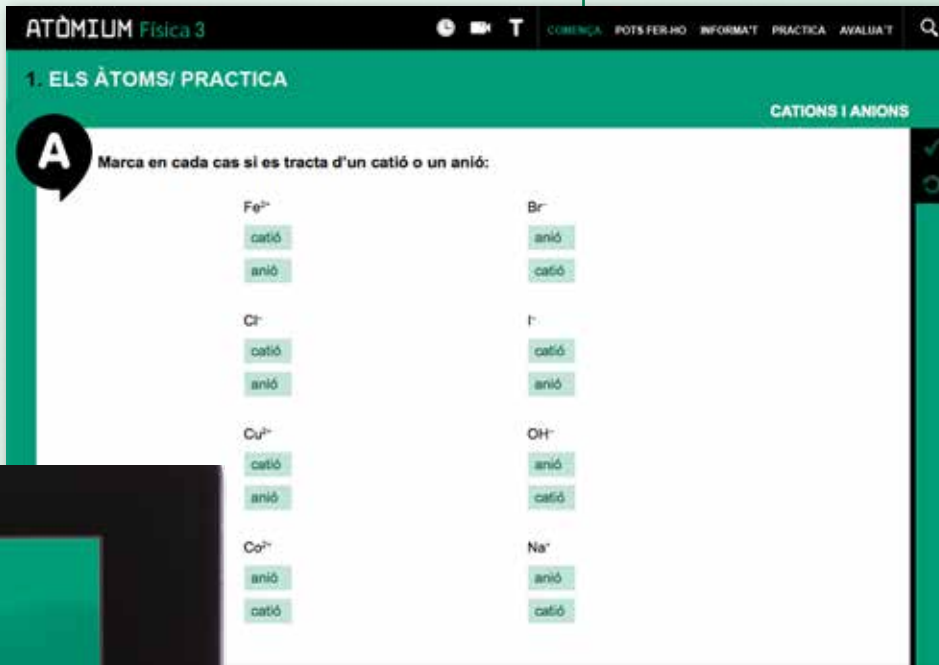 ATÒMIUM Física 3
T COMENÇA POTS FER-HO INFORMA'T PRACTICA AVALUA'T
1. ELS ÀTOMS/ PRACTICA
CATIONS I ANIONS
A
Marca en cada cas si es tracta d'un catió o un anió:
Fe²⁺
catió
anió
Cl⁻
catió
anió
Cu²⁺
catió
anió
Co²⁺
anió
catió
Br⁻
anió
catió
I⁻
catió
anió
OH⁻
anió
catió
Na⁺
anió
catió